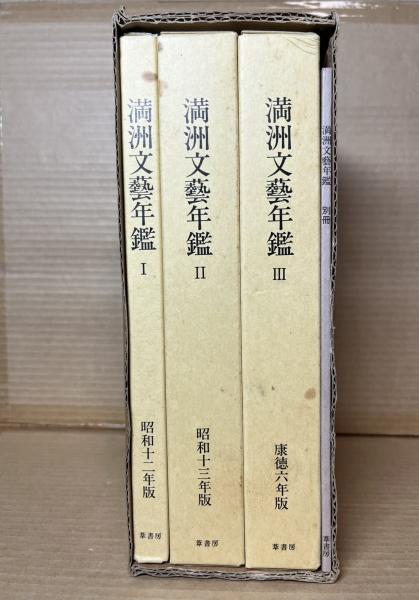 満洲文藝年鑑 Ⅰ
昭和十二年版
葦書房
満洲文藝年鑑 Ⅱ
昭和十三年版
葦書房
満洲文藝年鑑 Ⅲ
康徳六年版
葦書房
満洲文藝年鑑 別冊
葦書房